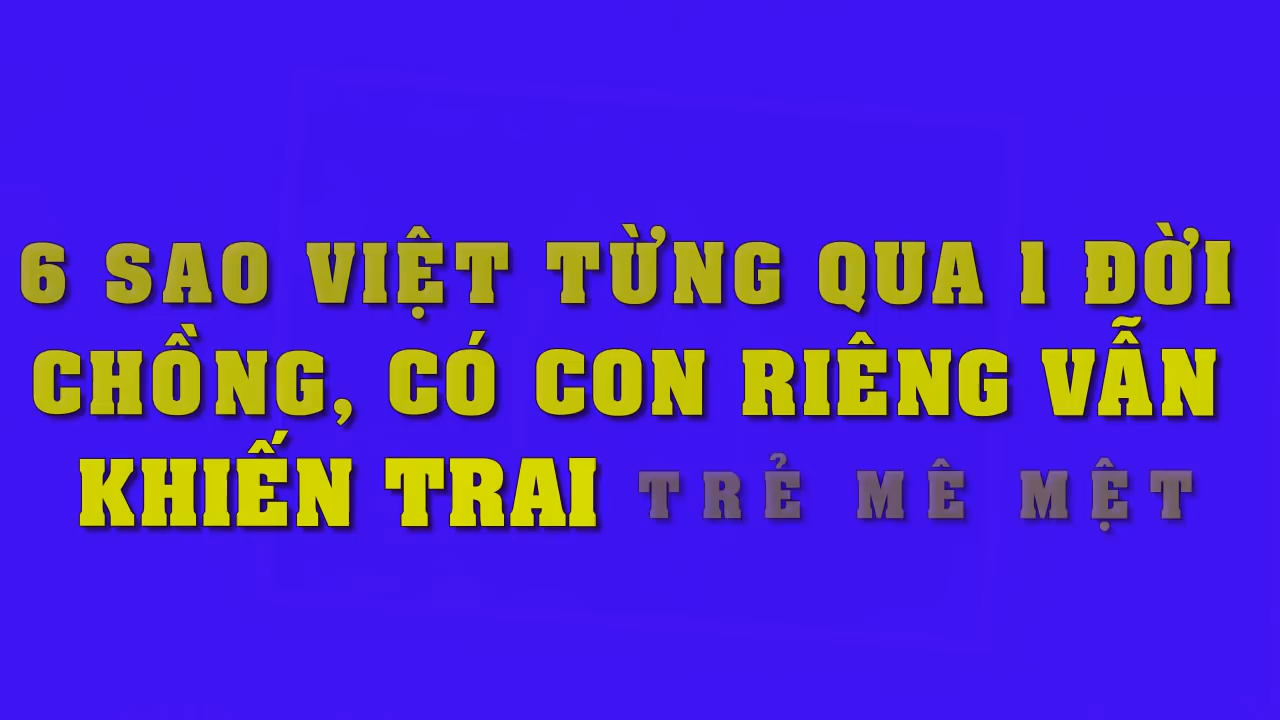 6 SAO VIỆT TỪNG QUA 1 ĐỜI
CHỒNG, CÓ CON RIÊNG VẪN
KHIẾN TRAI TRẺ MÊ MỆT